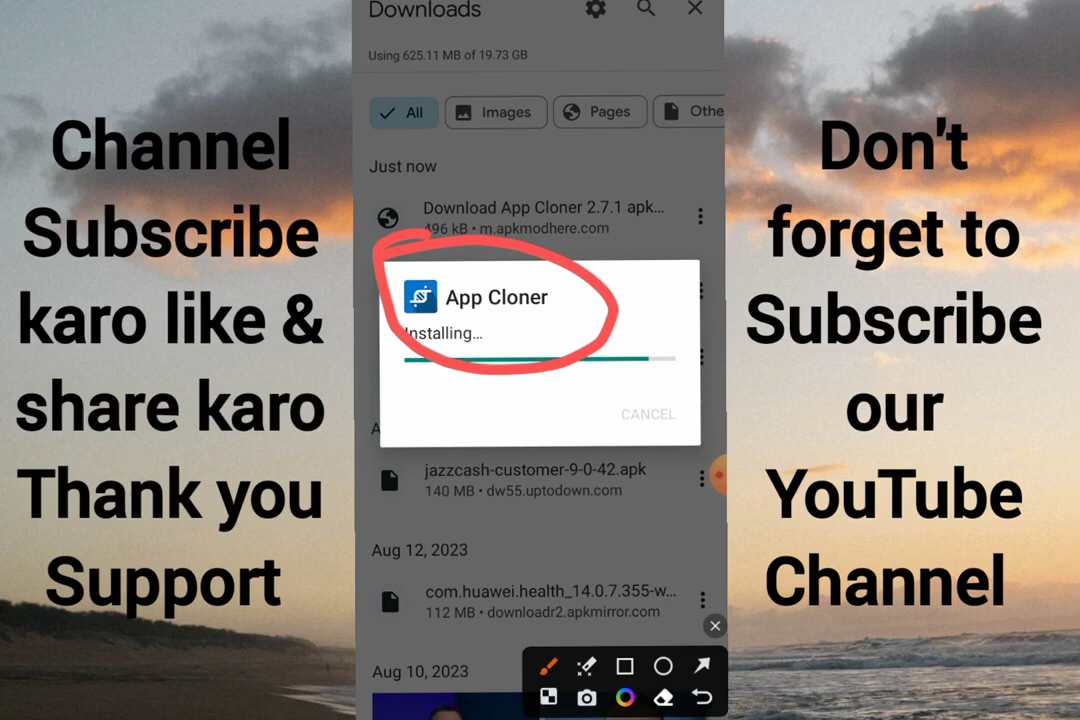 Channel
Subscribe
karo like &
share karo
Thank you
Support
Downloads
Using 625.11 MB of 19.73 GB
All
Images
Pages
Othe
Just now
Download App Cloner 2.7.1 apk...
496 kB • m.apkmodhere.com
App Cloner
Installing...
CANCEL
jazzcash-customer-9-0-42.apk
140 MB • dw55.uptodown.com
Aug 12, 2023
com.huawei.health_14.0.7.355-w...
112 MB • downloadr2.apkmirror.com
Aug 10, 2023
Don't
forget to
Subscribe
our
YouTube
Channel